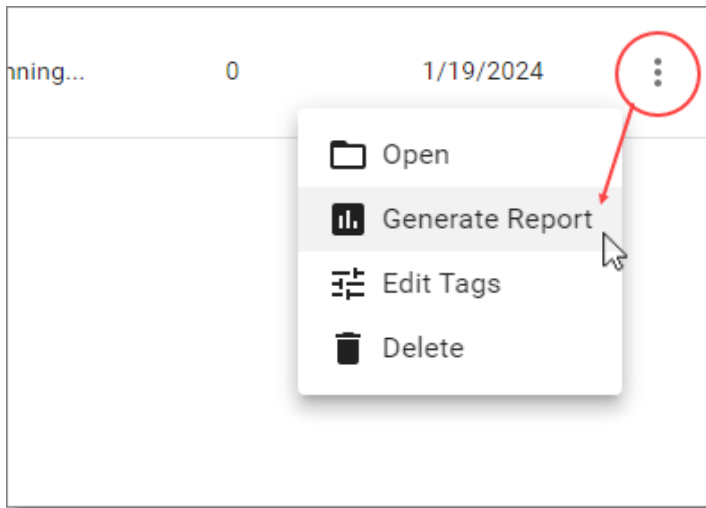 nning... 0 1/19/2024
Open
Generate Report
Edit Tags
Delete